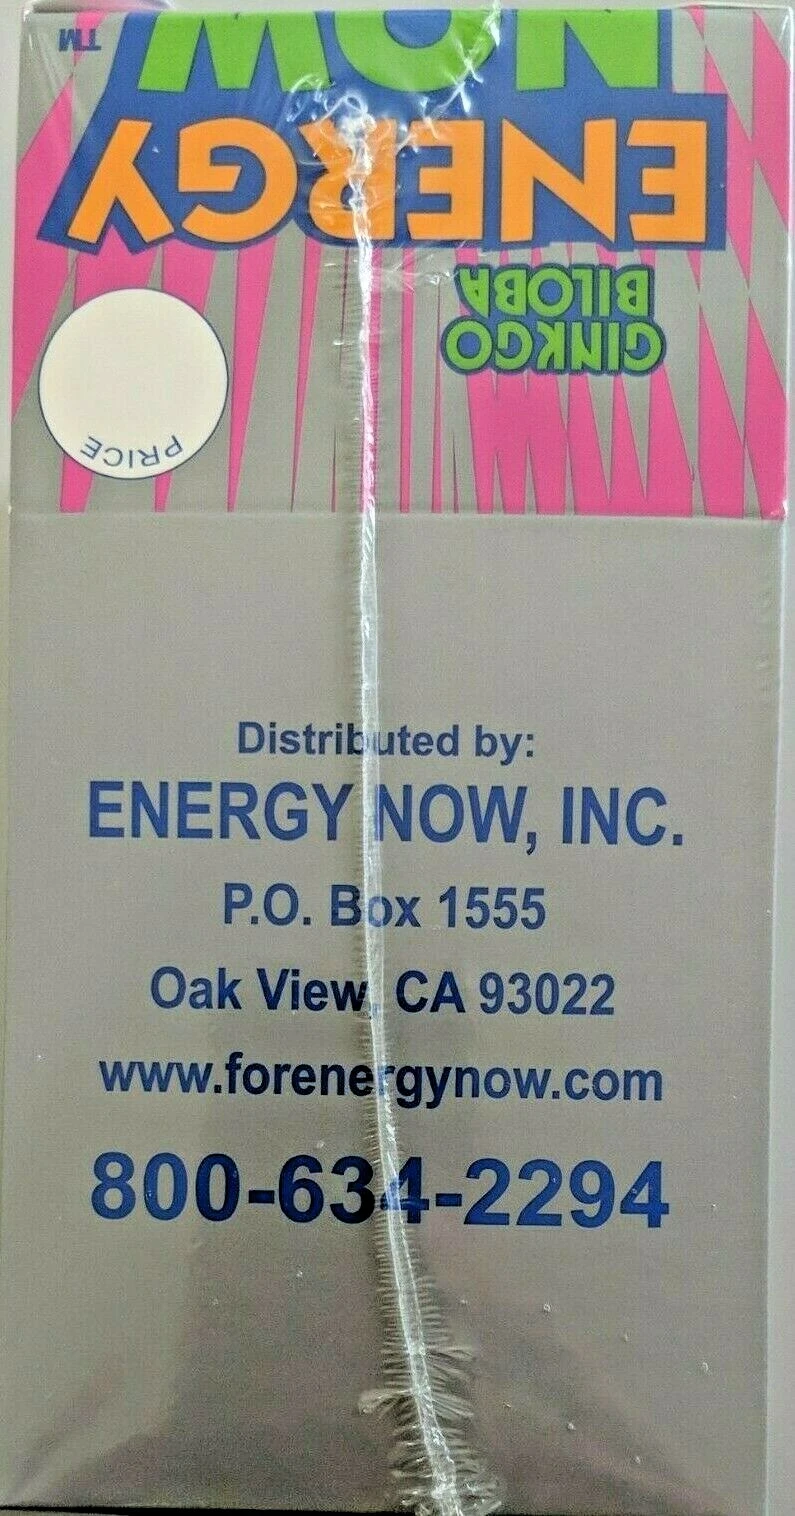 NOW
TM
ENERGY
GINKGO
BILOBA
PRICE
Distributed by:
ENERGY NOW, INC.
P.O. Box 1555
Oak View, CA 93022
www.forenergynow.com
800-634-2294